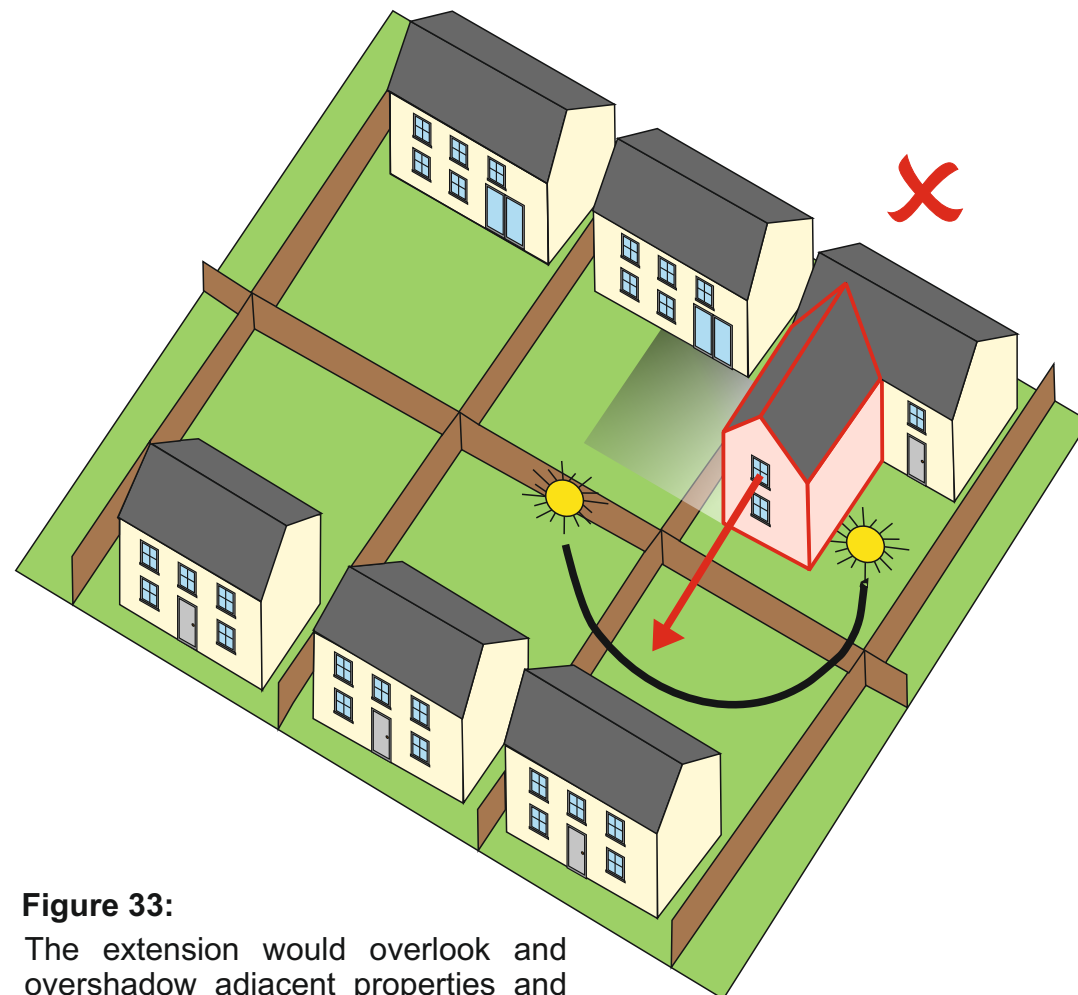 Figure 33:
The extension would overlook and
overshadow adjacent properties and